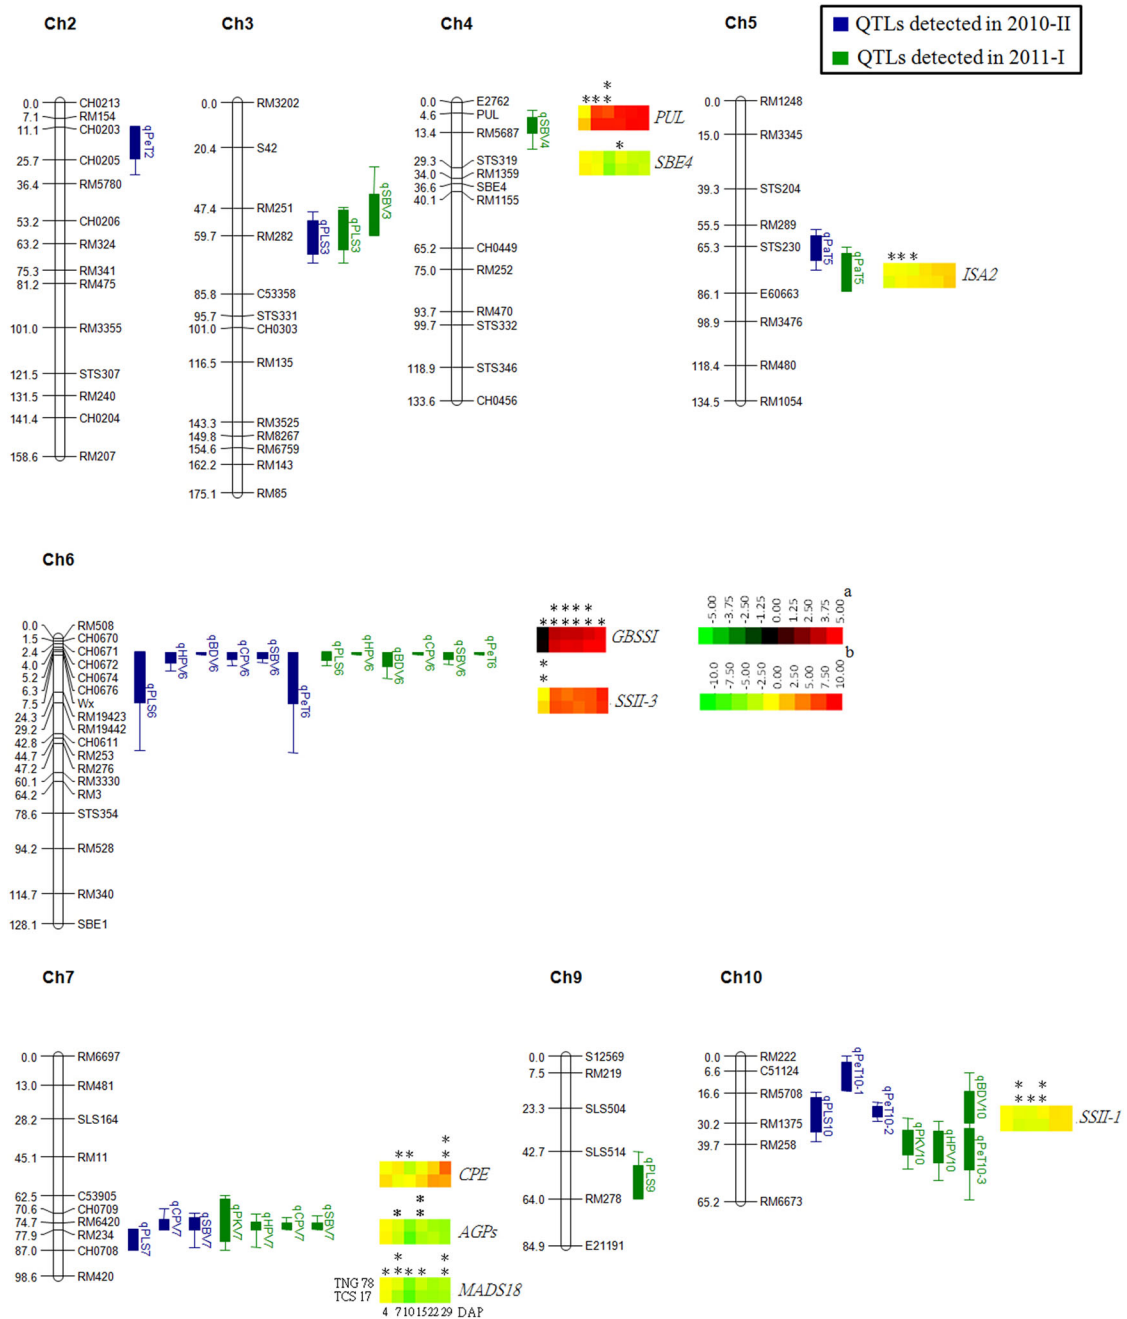 QTLs detected in 2010-II
QTLs detected in 2011-I
Ch2
0.0 CH0213
7.1 RM154
11.1 CH0203
25.7 CH0205
36.4 RM5780
53.2 CH0206
63.2 RM324
75.3 RM341
81.2 RM475
101.0 RM3355
121.5 STS307
131.5 RM240
141.4 CH0204
158.6 RM207
qPeT2
Ch3
0.0 RM3202
20.4 S42
47.4 RM251
59.7 RM282
85.8 C53358
95.7 STS331
101.0 CH0303
116.5 RM135
143.3 RM3525
149.8 RM8267
154.6 RM6759
162.2 RM143
175.1 RM85
qPLS3
qPLS3
qSBV3
Ch4
0.0 E2762
4.6 PUL
13.4 RM5687
29.3 STS319
34.0 RM1359
36.6 SBE4
40.1 RM1155
65.2 CH0449
75.0 RM252
93.7 RM470
99.7 STS332
118.9 STS346
133.6 CH0456
qSBV4
*
***
PUL
*
SBE4
Ch5
0.0 RM1248
15.0 RM3345
39.3 STS204
55.5 RM289
65.3 STS230
86.1 E60663
98.9 RM3476
118.4 RM480
134.5 RM1054
qPaT5
qPaT5
***
ISA2
Ch6
0.0 RM508
1.5 CH0670
2.4 CH0671
4.0 CH0672
5.2 CH0674
6.3 CH0676
7.5 Wx
24.3 RM19423
29.2 RM19442
42.8 CH0611
44.7 RM253
47.2 RM276
60.1 RM3330
64.2 RM3
78.6 STS354
94.2 RM528
114.7 RM340
128.1 SBE1
qPLS6
qHPV6
qBDV6
qCPV6
qSBV6
qPeT6
qPLS6
qHPV6
qBDV6
qCPV6
qSBV6
qPeT6
****
*****
GBSSI
*
*
SSII-3
a
-5.00 -3.75 -2.50 -1.25 0.00 1.25 2.50 3.75 5.00
b
-10.0 -7.50 -5.00 -2.50 0.00 2.50 5.00 7.50 10.00
Ch7
0.0 RM6697
13.0 RM481
28.2 SLS164
45.1 RM11
62.5 C53905
70.6 CH0709
74.7 RM6420
77.9 RM234
87.0 CH0708
98.6 RM420
qPLS7
qCPV7
qSBV7
qPKV7
qHPV7
qCPV7
qSBV7
*
** *
CPE
*
* *
AGPs
* *
**** *
MADS18
TNG 78
TCS 17
4 7 10 15 22 29 DAP
Ch9
0.0 S12569
7.5 RM219
23.3 SLS504
42.7 SLS514
64.0 RM278
84.9 E21191
qPLS9
Ch10
0.0 RM222
6.6 C51124
16.6 RM5708
30.2 RM1375
39.7 RM258
65.2 RM6673
qPLS10
qPeT10-1
qPeT10-2
qPKV10
qHPV10
qBDV10
qPeT10-3
* *
***
SSII-1